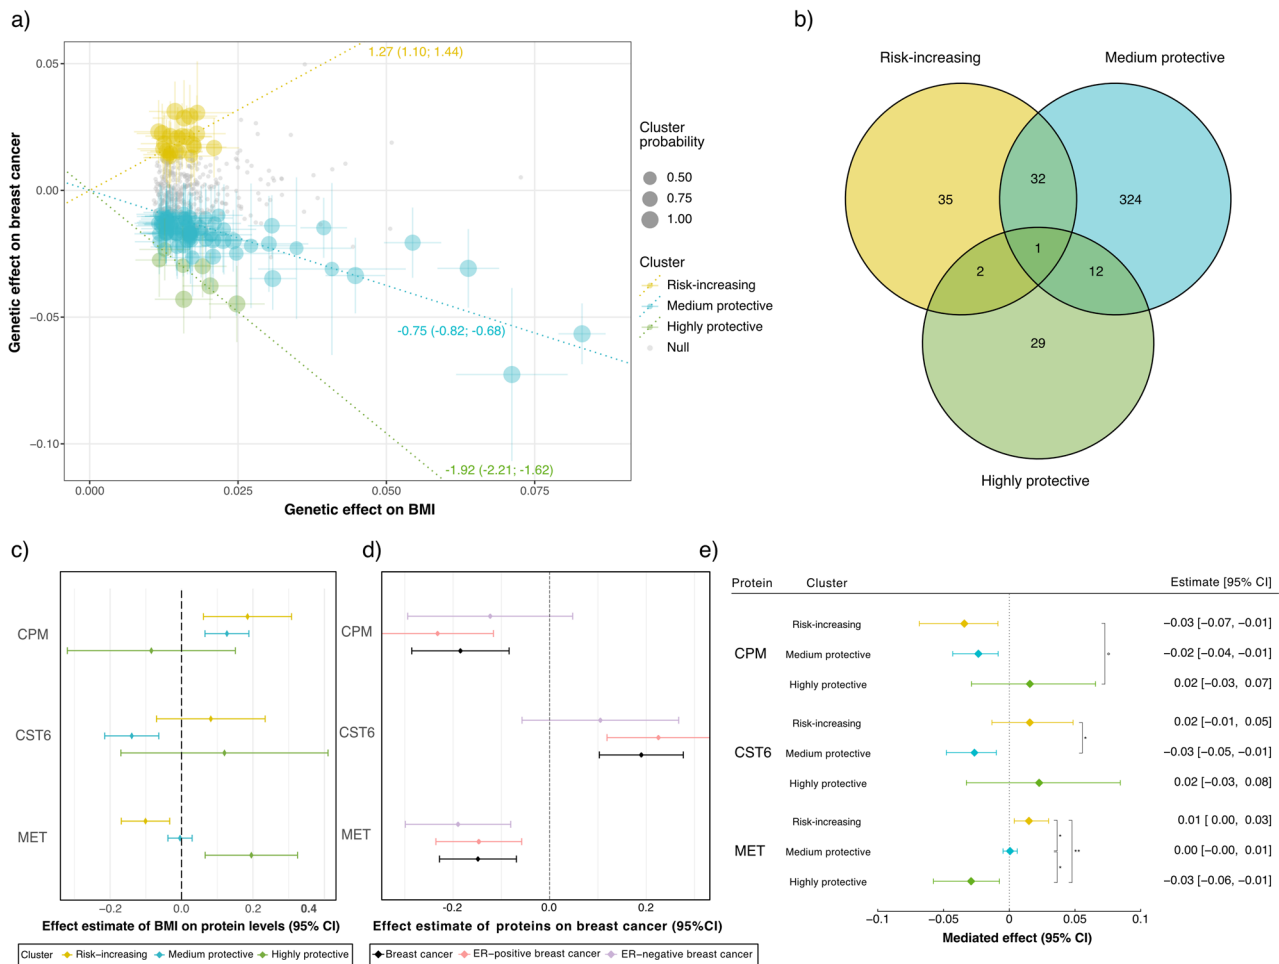 a)
0.05
0.00
−0.05
−0.10
0.000
0.025
0.050
0.075
Genetic effect on breast cancer
Genetic effect on BMI
1.27 (1.10; 1.44)
-0.75 (-0.82; -0.68)
-1.92 (-2.21; -1.62)
Cluster
probability
0.50
0.75
1.00
Cluster
Risk-increasing
Medium protective
Highly protective
Null
b)
Risk-increasing
Medium protective
35
32
324
1
2
12
29
Highly protective
c)
CPM
CST6
MET
−0.2
0.0
0.2
0.4
Effect estimate of BMI on protein levels (95% CI)
Cluster
Risk−increasing
Medium protective
Highly protective
d)
CPM
CST6
MET
-0.2
0.0
0.2
Effect estimate of proteins on breast cancer (95%CI)
Breast cancer
ER−positive breast cancer
ER−negative breast cancer
e)
Protein
Cluster
Estimate [95% CI]
Risk-increasing
−0.03 [−0.07, −0.01]
CPM
Medium protective
−0.02 [−0.04, −0.01]
Highly protective
0.02 [−0.03, 0.07]
Risk-increasing
0.02 [−0.01, 0.05]
*
CST6
Medium protective
−0.03 [−0.05, −0.01]
Highly protective
0.02 [−0.03, 0.08]
Risk-increasing
0.01 [ 0.00, 0.03]
*
MET
Medium protective
**
0.00 [−0.00, 0.01]
*
Highly protective
−0.03 [−0.06, −0.01]
−0.1
−0.05
0
0.05
0.1
Mediated effect (95% CI)